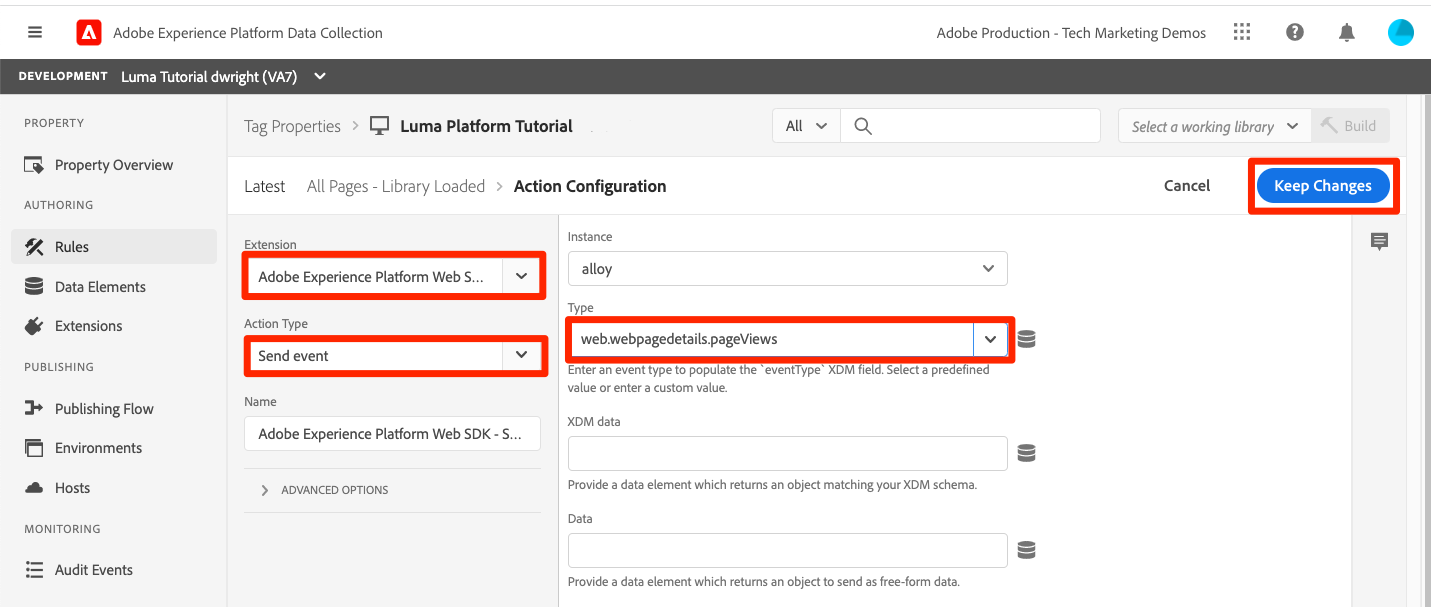 Adobe Experience Platform Data Collection
Adobe Production - Tech Marketing Demos
DEVELOPMENT Luma Tutorial dwright (VA7)
PROPERTY
Property Overview
AUTHORING
Rules
Data Elements
Extensions
PUBLISHING
Publishing Flow
Environments
Hosts
MONITORING
Audit Events
Tag Properties > Luma Platform Tutorial
All
Select a working library
Build
Latest All Pages - Library Loaded > Action Configuration
Cancel
Keep Changes
Extension
Adobe Experience Platform Web S...
Action Type
Send event
Name
Adobe Experience Platform Web SDK - S...
ADVANCED OPTIONS
Instance
alloy
Type
web.webpagedetails.pageViews
Enter an event type to populate the `eventType` XDM field. Select a predefined
value or enter a custom value.
XDM data
Provide a data element which returns an object matching your XDM schema.
Data
Provide a data element which returns an object to send as free-form data.